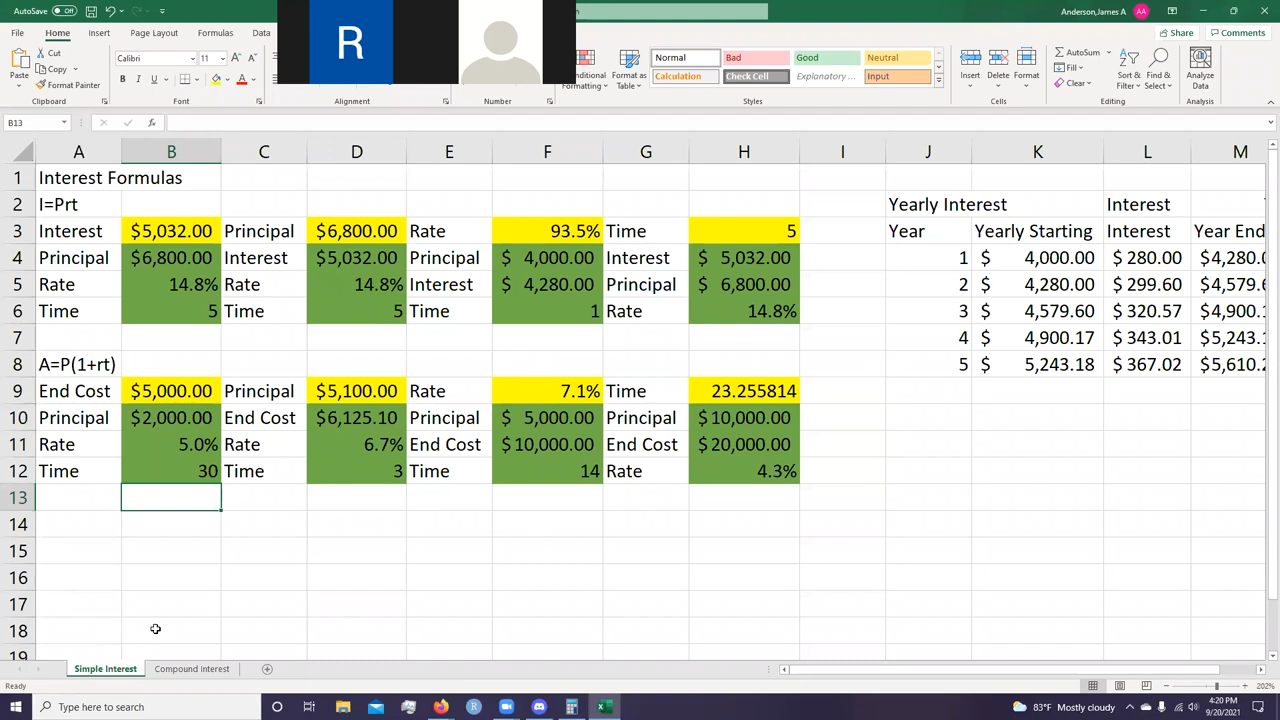 AutoSave Off
Anderson,James A AA
R
File Home Insert Page Layout Formulas Data
Share Comments
Paste
Cut
Copy
Format Painter
Clipboard
Calibri 11
B I U
Font
Alignment
Number
Formatting
Format as Table
Normal Bad Good Neutral
Calculation Check Cell Explanatory ... Input
Styles
Insert Delete Format
Cells
AutoSum
Fill
Clear
Sort & Filter
Find & Select
Editing
Analyze Data
Analysis
B13
A B C D E F G H I J K L M
1 Interest Formulas
2 I=Prt Yearly Interest Interest
3 Interest $5,032.00 Principal $6,800.00 Rate 93.5% Time 5 Year Yearly Starting Interest Year End
4 Principal $6,800.00 Interest $5,032.00 Principal $ 4,000.00 Interest $ 5,032.00 1 $ 4,000.00 $ 280.00 $4,280.0
5 Rate 14.8% Rate 14.8% Interest $ 4,280.00 Principal $ 6,800.00 2 $ 4,280.00 $ 299.60 $4,579.6
6 Time 5 Time 5 Time 1 Rate 14.8% 3 $ 4,579.60 $ 320.57 $4,900.1
7 4 $ 4,900.17 $ 343.01 $5,243.1
8 A=P(1+rt) 5 $ 5,243.18 $ 367.02 $5,610.2
9 End Cost $5,000.00 Principal $5,100.00 Rate 7.1% Time 23.255814
10 Principal $2,000.00 End Cost $6,125.10 Principal $ 5,000.00 Principal $10,000.00
11 Rate 5.0% Rate 6.7% End Cost $10,000.00 End Cost $20,000.00
12 Time 30 Time 3 Time 14 Rate 4.3%
13
14
15
16
17
18
19
Simple Interest Compound Interest
Ready
202%
Type here to search
83°F Mostly cloudy
4:20 PM
9/20/2021